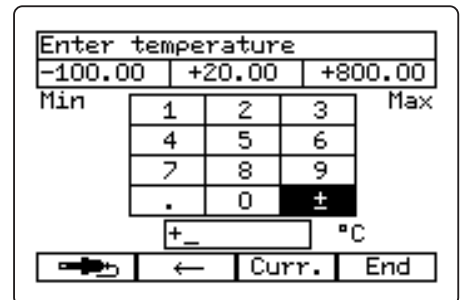 Enter temperature
-100.00 +20.00 +800.00
Min Max
1 2 3
4 5 6
7 8 9
. 0 ±
+_ °C
← Curr. End